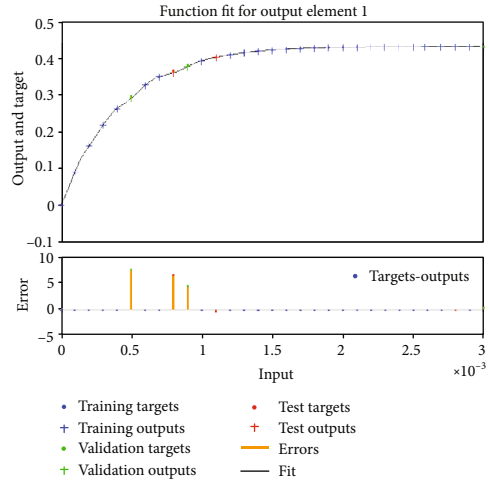 Function fit for output element 1
0.5
0.4
0.3
0.2
0.1
0
−0.1
Output and target
10
5
0
−5
Error
Targets-outputs
0 0.5 1 1.5 2 2.5 3
Input
×10⁻³
Training targets
Training outputs
Validation targets
Validation outputs
Test targets
Test outputs
Errors
Fit